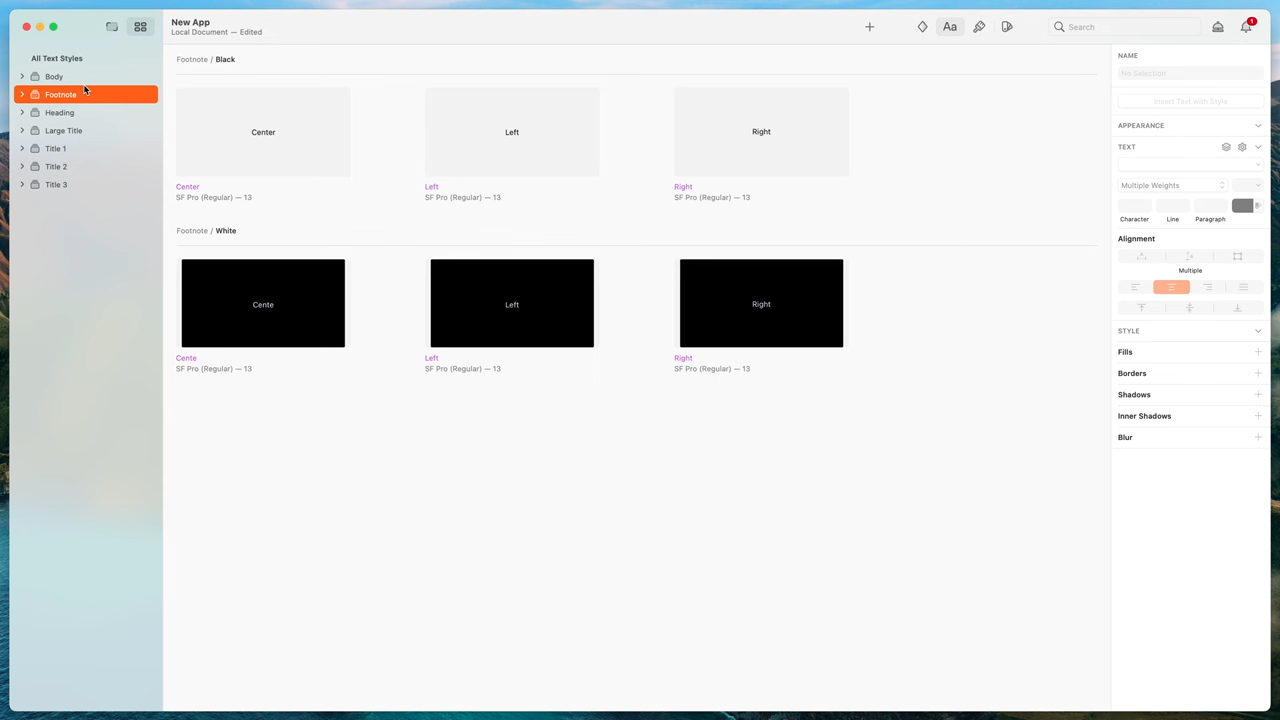 New App
Local Document — Edited
Aa
Search
1
All Text Styles
Body
Footnote
Heading
Large Title
Title 1
Title 2
Title 3
Footnote / Black
Center
Left
Right
Center
Left
Right
SF Pro (Regular) — 13
SF Pro (Regular) — 13
SF Pro (Regular) — 13
Footnote / White
Cente
Left
Right
Cente
Left
Right
SF Pro (Regular) — 13
SF Pro (Regular) — 13
SF Pro (Regular) — 13
NAME
No Selection
Insert Text with Style
APPEARANCE
TEXT
Multiple Weights
Character
Line
Paragraph
Alignment
Multiple
STYLE
Fills
Borders
Shadows
Inner Shadows
Blur